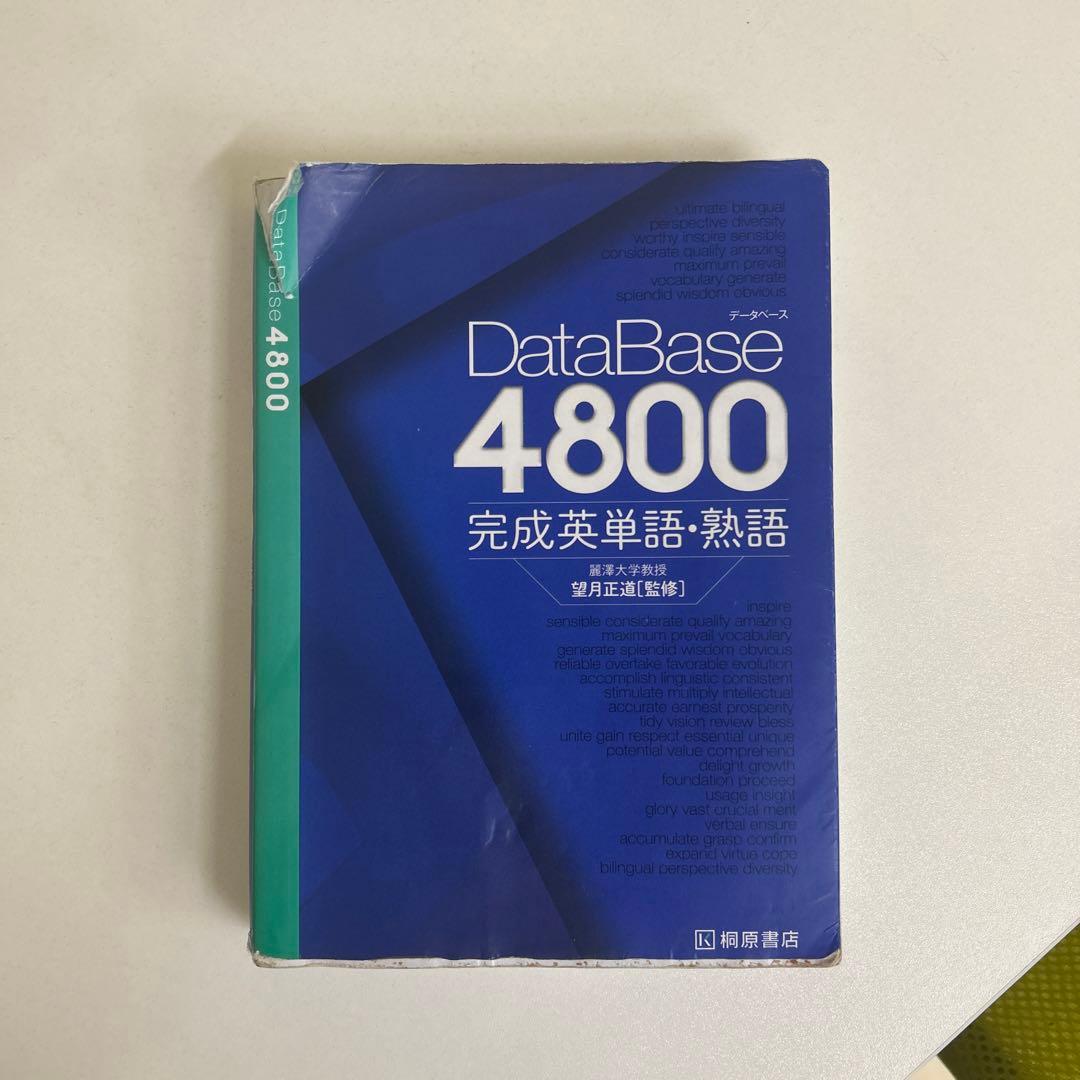 DataBase4800
ultimate bilingual
perspective diversity
worthy inspire sensible
considerate qualify amazing
maximum prevail
vocabulary generate
splendid wisdom obvious
データベース
DataBase
4800
完成英単語・熟語
麗澤大学教授
望月正道[監修]
inspire
sensible considerate qualify amazing
maximum prevail vocabulary
generate splendid wisdom obvious
reliable overtake favorable evolution
accomplish linguistic consistent
stimulate multiply intellectual
accurate earnest prosperity
tidy vision review bless
unite gain respect essential unique
potential value comprehend
delight growth
foundation proceed
usage insight
glory vast crucial merit
verbal ensure
accumulate grasp confirm
expand virtue cope
bilingual perspective diversity
K 桐原書店